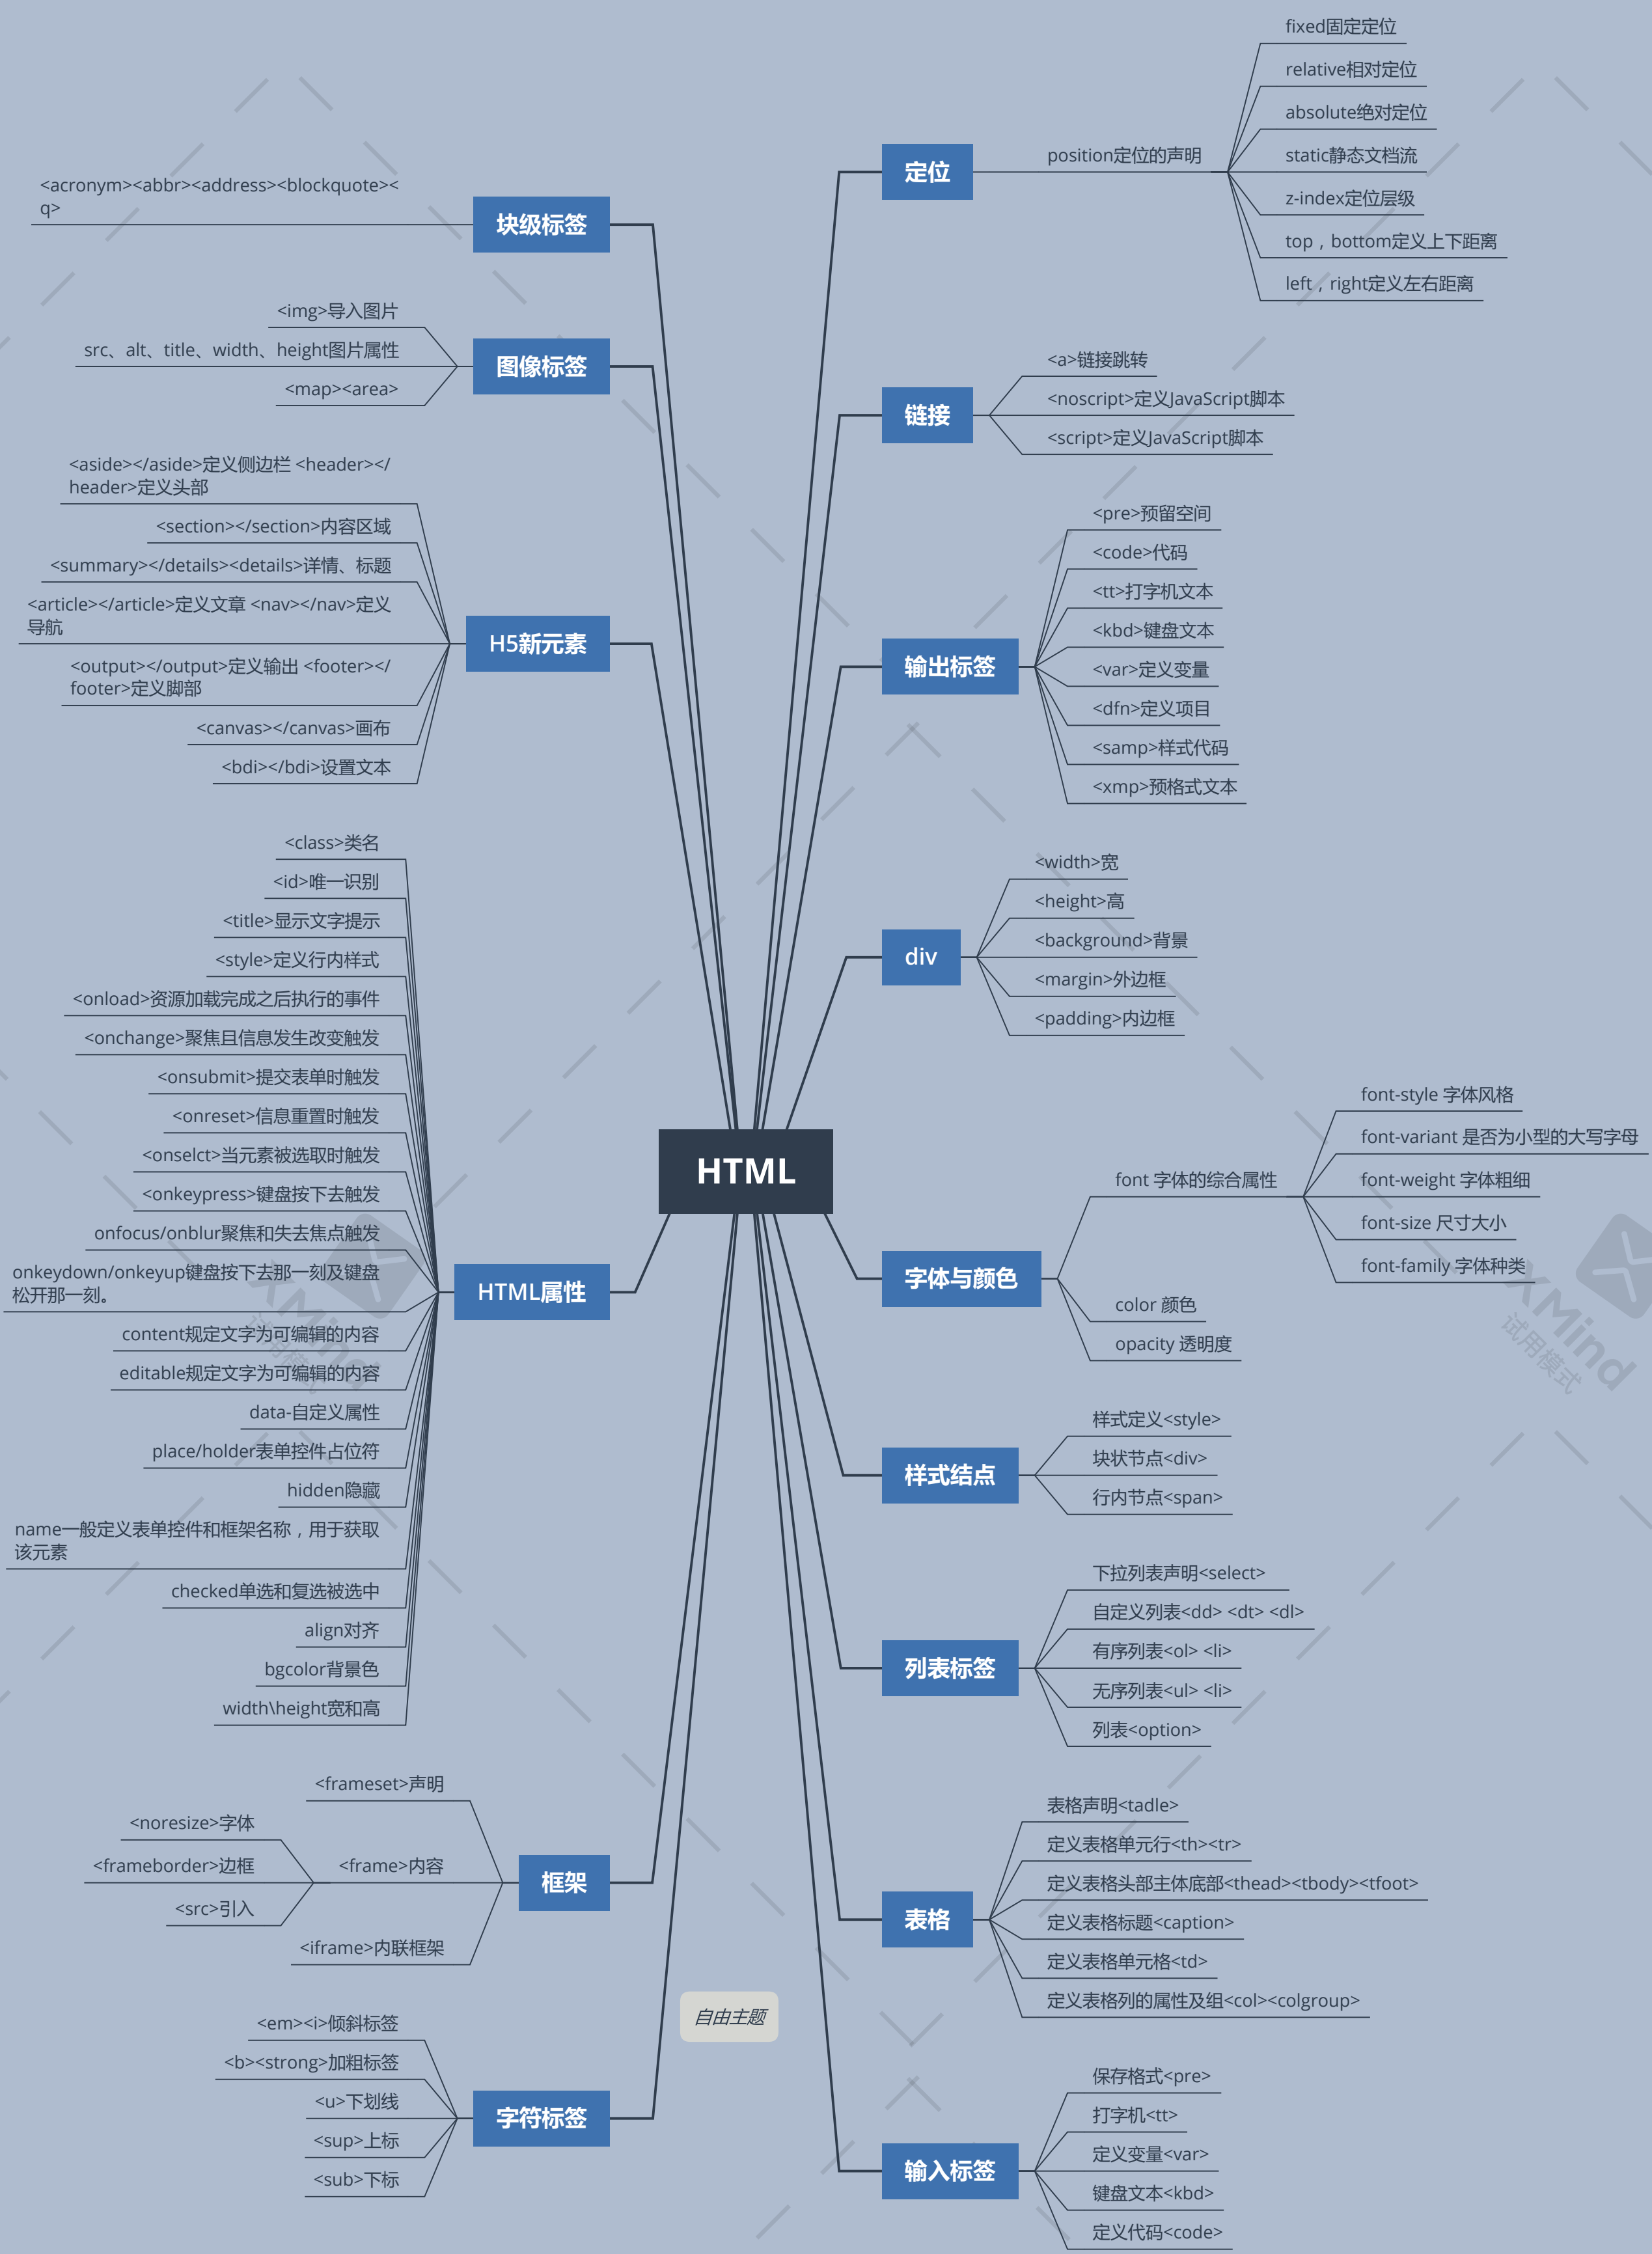 HTML
定位
position定位的声明
fixed固定定位
relative相对定位
absolute绝对定位
static静态文档流
z-index定位层级
top，bottom定义上下距离
left，right定义左右距离
链接
<a>链接跳转
<noscript>定义JavaScript脚本
<script>定义JavaScript脚本
输出标签
<pre>预留空间
<code>代码
<tt>打字机文本
<kbd>键盘文本
<var>定义变量
<dfn>定义项目
<samp>样式代码
<xmp>预格式文本
div
<width>宽
<height>高
<background>背景
<margin>外边框
<padding>内边框
字体与颜色
font 字体的综合属性
font-style 字体风格
font-variant 是否为小型的大写字母
font-weight 字体粗细
font-size 尺寸大小
font-family 字体种类
color 颜色
opacity 透明度
样式结点
样式定义<style>
块状节点<div>
行内节点<span>
列表标签
下拉列表声明<select>
自定义列表<dd> <dt> <dl>
有序列表<ol> <li>
无序列表<ul> <li>
列表<option>
表格
表格声明<tadle>
定义表格单元行<th><tr>
定义表格头部主体底部<thead><tbody><tfoot>
定义表格标题<caption>
定义表格单元格<td>
定义表格列的属性及组<col><colgroup>
输入标签
保存格式<pre>
打字机<tt>
定义变量<var>
键盘文本<kbd>
定义代码<code>
块级标签
<acronym><abbr><address><blockquote><
q>
图像标签
<img>导入图片
src、alt、title、width、height图片属性
<map><area>
H5新元素
<aside></aside>定义侧边栏 <header></
header>定义头部
<section></section>内容区域
<summary></details><details>详情、标题
<article></article>定义文章 <nav></nav>定义
导航
<output></output>定义输出 <footer></
footer>定义脚部
<canvas></canvas>画布
<bdi></bdi>设置文本
HTML属性
<class>类名
<id>唯一识别
<title>显示文字提示
<style>定义行内样式
<onload>资源加载完成之后执行的事件
<onchange>聚焦且信息发生改变触发
<onsubmit>提交表单时触发
<onreset>信息重置时触发
<onselct>当元素被选取时触发
<onkeypress>键盘按下去触发
onfocus/onblur聚焦和失去焦点触发
onkeydown/onkeyup键盘按下去那一刻及键盘
松开那一刻。
content规定文字为可编辑的内容
editable规定文字为可编辑的内容
data-自定义属性
place/holder表单控件占位符
hidden隐藏
name一般定义表单控件和框架名称，用于获取
该元素
checked单选和复选被选中
align对齐
bgcolor背景色
width\height宽和高
框架
<frameset>声明
<frame>内容
<noresize>字体
<frameborder>边框
<src>引入
<iframe>内联框架
字符标签
<em><i>倾斜标签
<b><strong>加粗标签
<u>下划线
<sup>上标
<sub>下标
自由主题
XMind
试用模式
XMind
试用模式